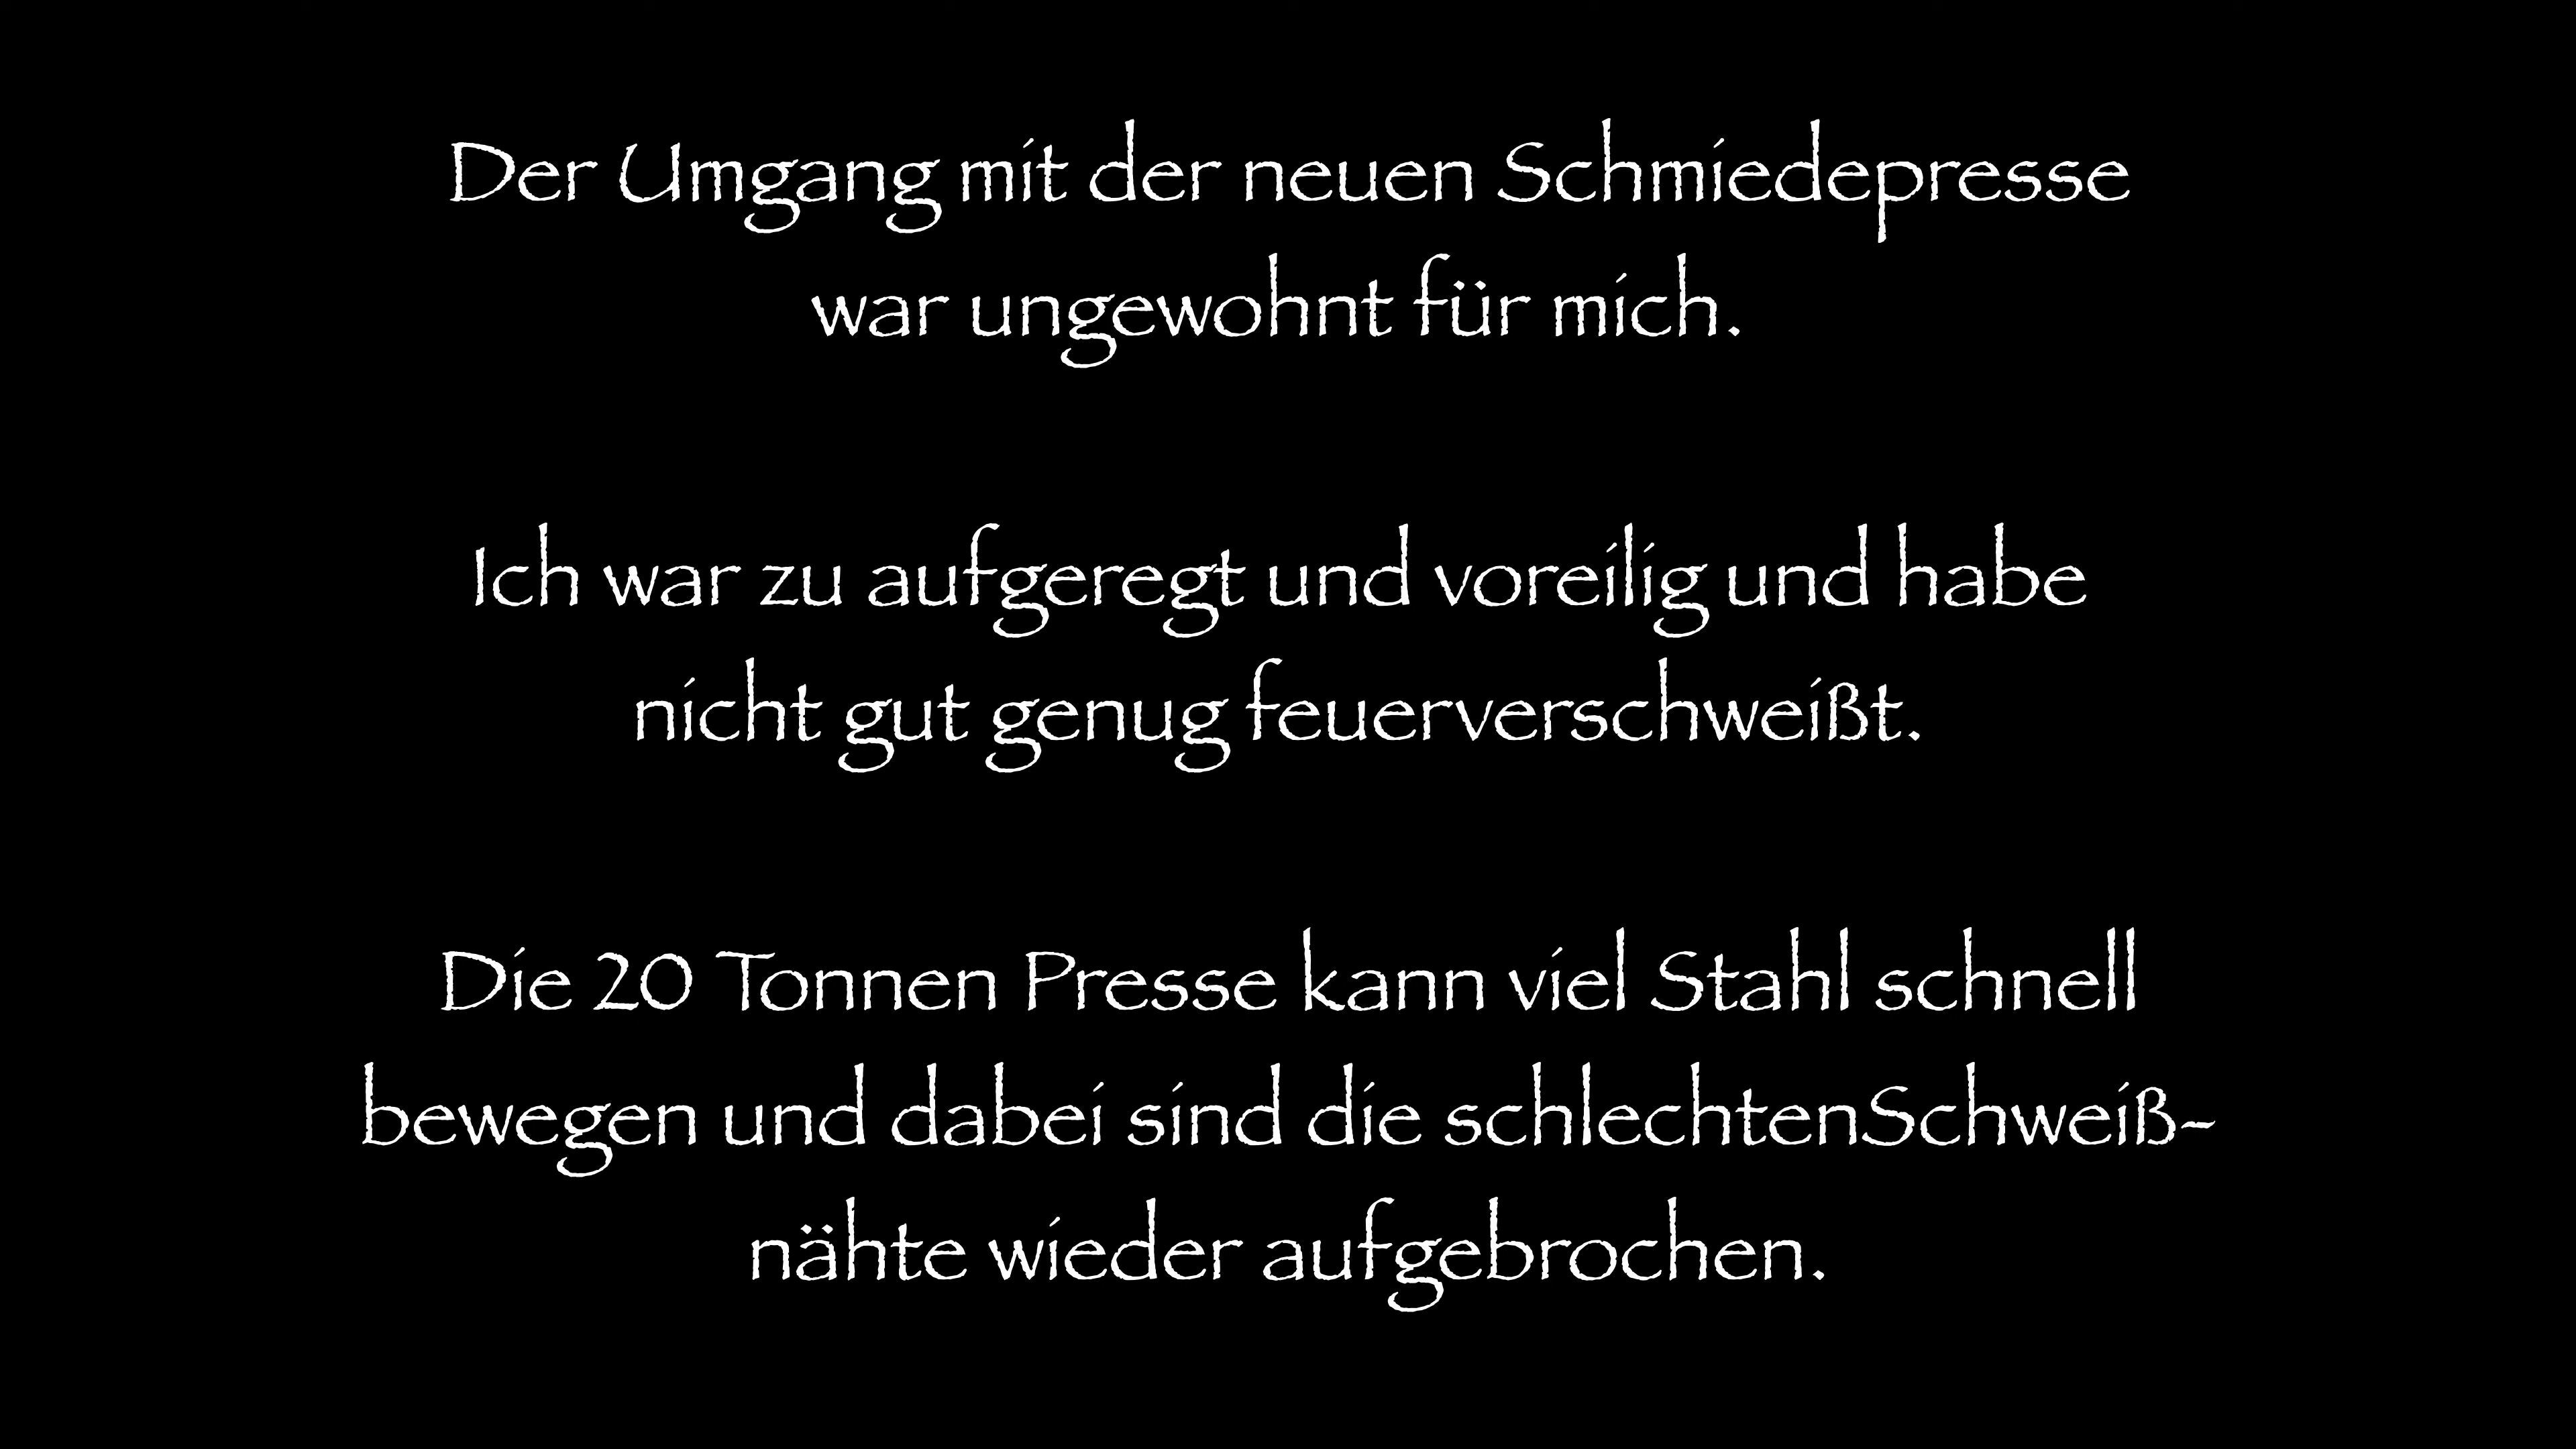 Der Umgang mit der neuen Schmiedepresse
war ungewohnt für mich.
Ich war zu aufgeregt und voreilig und habe
nicht gut genug feuerverschweißt.
Die 20 Tonnen Presse kann viel Stahl schnell
bewegen und dabei sind die schlechtenSchweiß-
nähte wieder aufgebrochen.